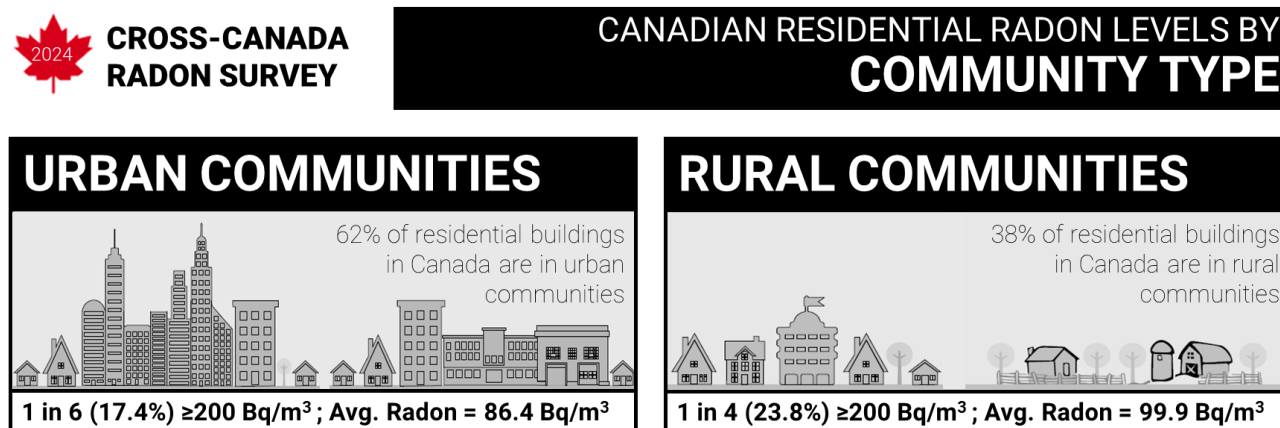 2024
CROSS-CANADA
RADON SURVEY
CANADIAN RESIDENTIAL RADON LEVELS BY
COMMUNITY TYPE
URBAN COMMUNITIES
62% of residential buildings
in Canada are in urban
communities
1 in 6 (17.4%) ≥200 Bq/m³ ; Avg. Radon = 86.4 Bq/m³
RURAL COMMUNITIES
38% of residential buildings
in Canada are in rural
communities
1 in 4 (23.8%) ≥200 Bq/m³ ; Avg. Radon = 99.9 Bq/m³